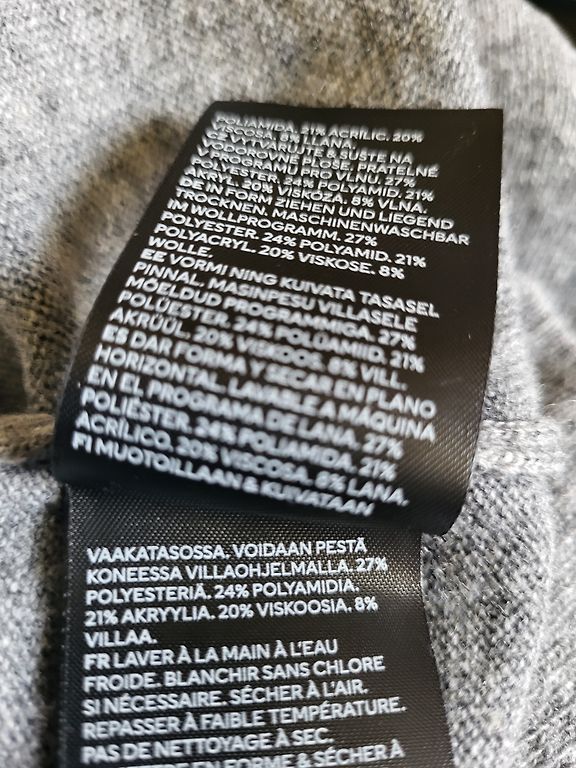 POLIAMIDA. 21% ACRÍLIC. 20%
VISCOSA. 8% LLANA.
CZ VYTVARUJTE & SUŠTE NA
VODOROVNÉ PLOŠE. PRATELNÉ
V PROGRAMU PRO VLNU. 27%
POLYESTER. 24% POLYAMID. 21%
AKRYL. 20% VISKÓZA. 8% VLNA.
DE IN FORM ZIEHEN UND LIEGEND
TROCKNEN. MASCHINENWASCHBAR
IM WOLLPROGRAMM. 27%
POLYESTER. 24% POLYAMID. 21%
POLYACRYL. 20% VISKOSE. 8%
WOLLE.
EE VORMI NING KUIVATA TASASEL
PINNAL. MASINPESU VILLASELE
MÕELDUD PROGRAMMIGA. 27%
POLÜESTER. 24% POLÜAMIID. 21%
AKRÜÜL. 20% VISKOOS. 8% VILL.
ES DAR FORMA Y SECAR EN PLANO
HORIZONTAL. LAVABLE A MÁQUINA
EN EL PROGRAMA DE LANA. 27%
POLIÉSTER. 24% POLIAMIDA. 21%
ACRÍLICO. 20% VISCOSA. 8% LANA.
FI MUOTOILLAAN & KUIVATAAN
VAAKATASOSSA. VOIDAAN PESTÄ
KONEESSA VILLAOHJELMALLA. 27%
POLYESTERIÄ. 24% POLYAMIDIA.
21% AKRYYLIA. 20% VISKOOSIA. 8%
VILLAA.
FR LAVER À LA MAIN À L'EAU
FROIDE. BLANCHIR SANS CHLORE
SI NÉCESSAIRE. SÉCHER À L'AIR.
REPASSER À FAIBLE TEMPÉRATURE.
PAS DE NETTOYAGE À SEC.
EN FORME & SÉCHER À